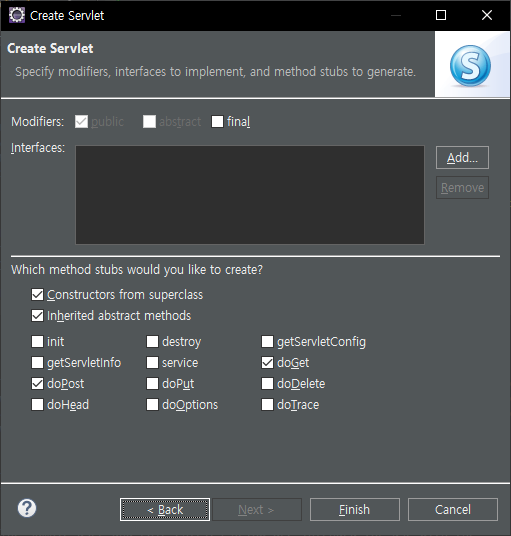 Create Servlet
Create Servlet
Specify modifiers, interfaces to implement, and method stubs to generate.
S
Modifiers: public abstract final
Interfaces:
Add...
Remove
Which method stubs would you like to create?
Constructors from superclass
Inherited abstract methods
init destroy getServletConfig
getServletInfo service doGet
doPost doPut doDelete
doHead doOptions doTrace
? < Back Next > Finish Cancel